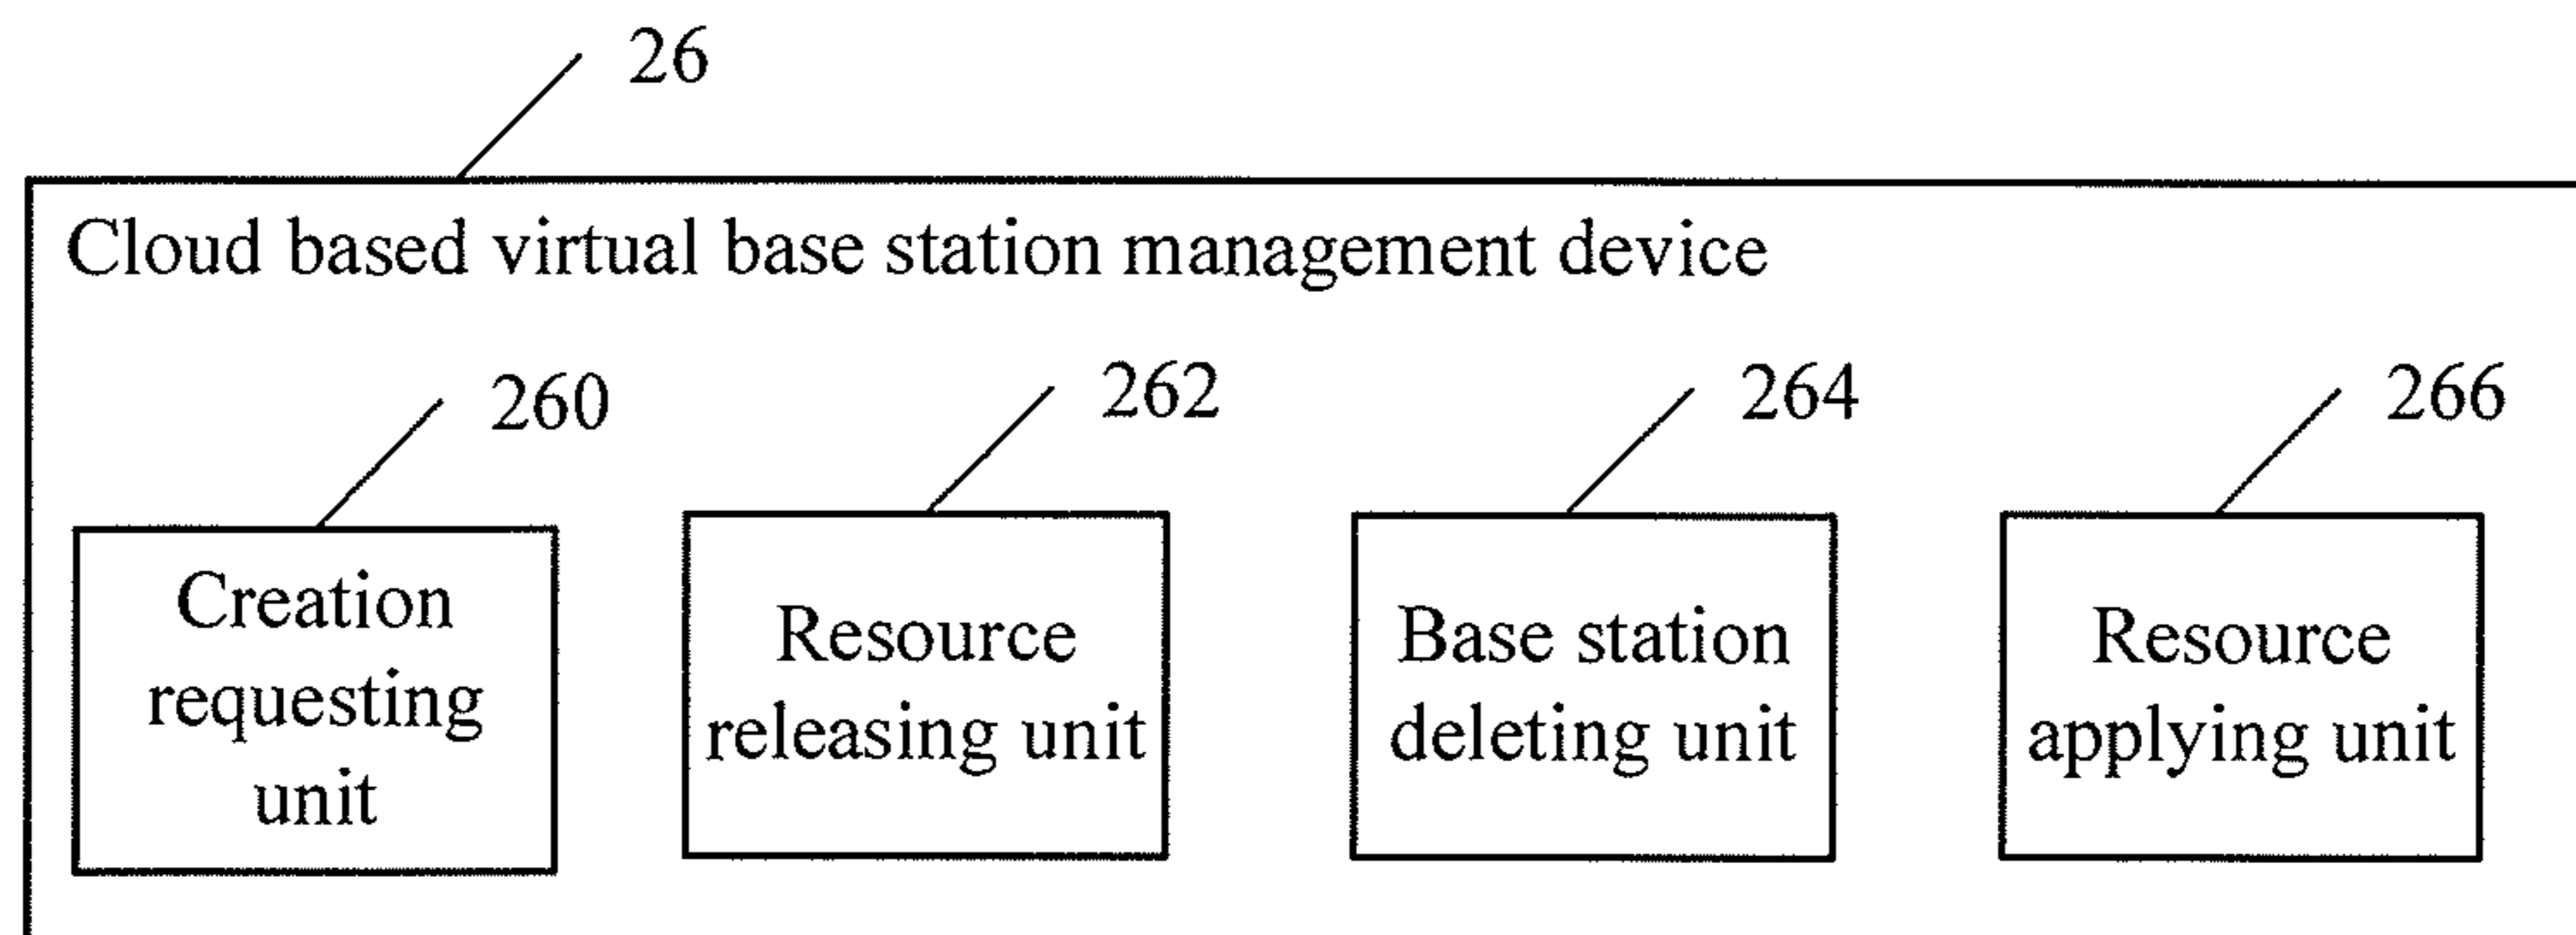 26
Cloud based virtual base station management device
260
262
264
266
Creation
requesting
unit
Resource
releasing unit
Base station
deleting unit
Resource
applying unit